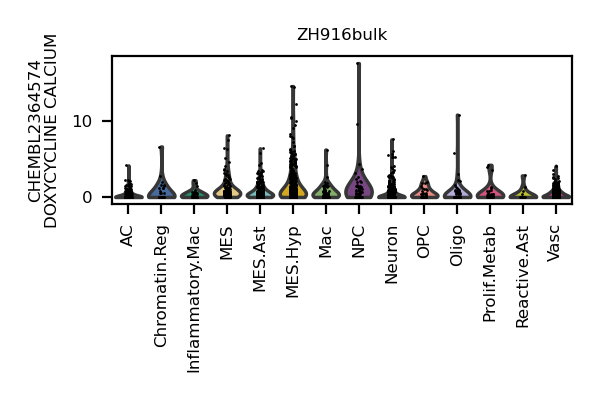 ZH916bulk
CHEMBL2364574
DOXYCYCLINE CALCIUM
10
0
AC
Chromatin.Reg
Inflammatory.Mac
MES
MES.Ast
MES.Hyp
Mac
NPC
Neuron
OPC
Oligo
Prolif.Metab
Reactive.Ast
Vasc